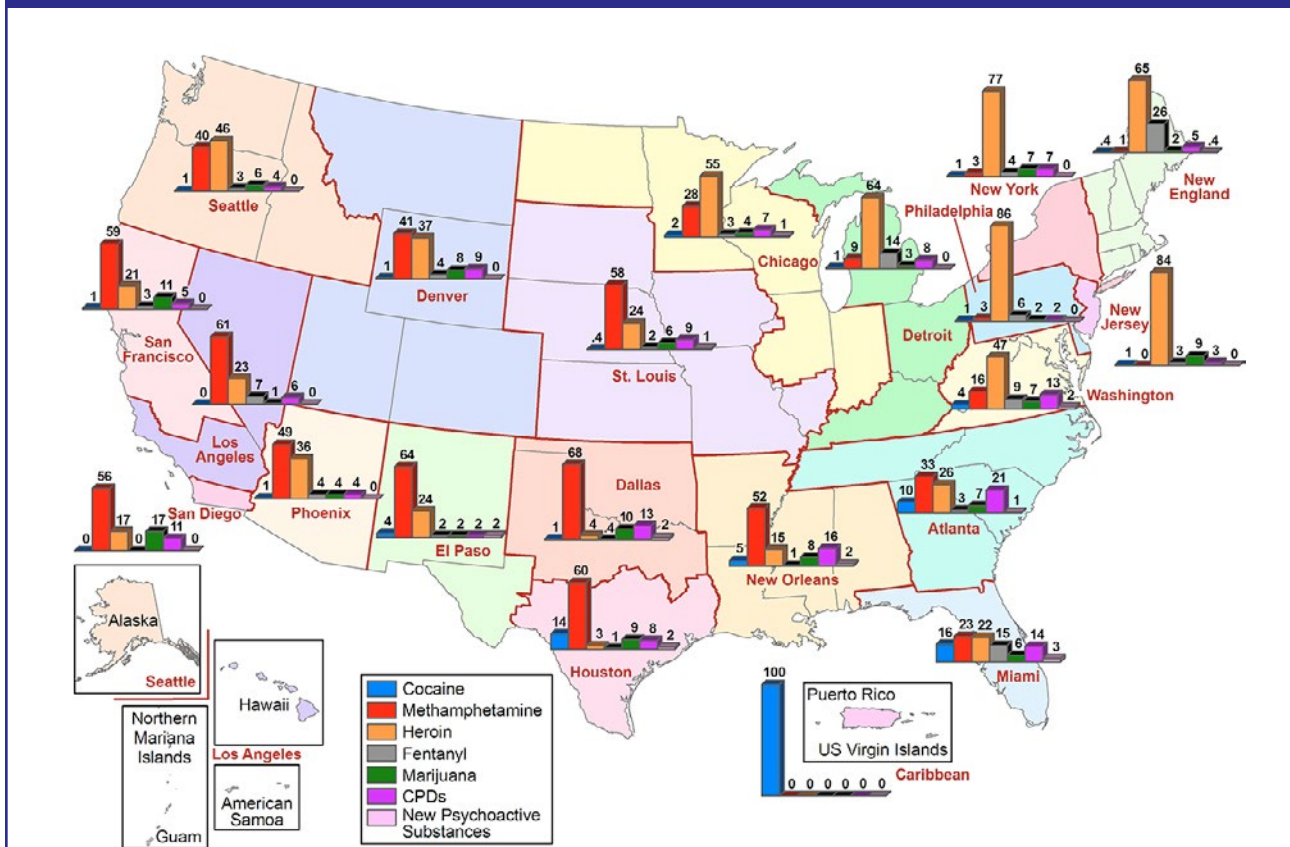 1 40 46 3 6 4 0
Seattle
59
1 21 3 11 5 0
San
Francisco
0 61 23 7 1 6 0
Los
Angeles
1 41 37 4 8 9 0
Denver
.4 58 24 2 6 9 1
St. Louis
2 28 55 3 4 7 1
Chicago
1 9 64 14 3 8 0
Detroit
1 3 77 4 7 7 0
New York
.4 1 65 26 2 5 .4
New
England
Philadelphia
1 3 86 6 2 2 0
1 0 84 3 9 3 0
New
Jersey
4 16 47 9 7 13 2
Washington
0 56 17 0 17 11 0
San Diego
1 49 36 4 4 4 0
Phoenix
4 64 24 2 2 2 2
El Paso
1 68 4 .4 10 13 2
Dallas
5 52 15 1 8 16 2
New Orleans
10 33 26 3 7 21 1
Atlanta
14 60 3 1 9 8 2
Houston
16 23 22 15 6 14 3
Miami
100 0 0 0 0 0 0
Puerto Rico
US Virgin Islands
Caribbean
Alaska
Seattle
Hawaii
Los Angeles
Northern
Mariana
Islands
Guam
American
Samoa
Cocaine
Methamphetamine
Heroin
Fentanyl
Marijuana
CPDs
New Psychoactive
Substances